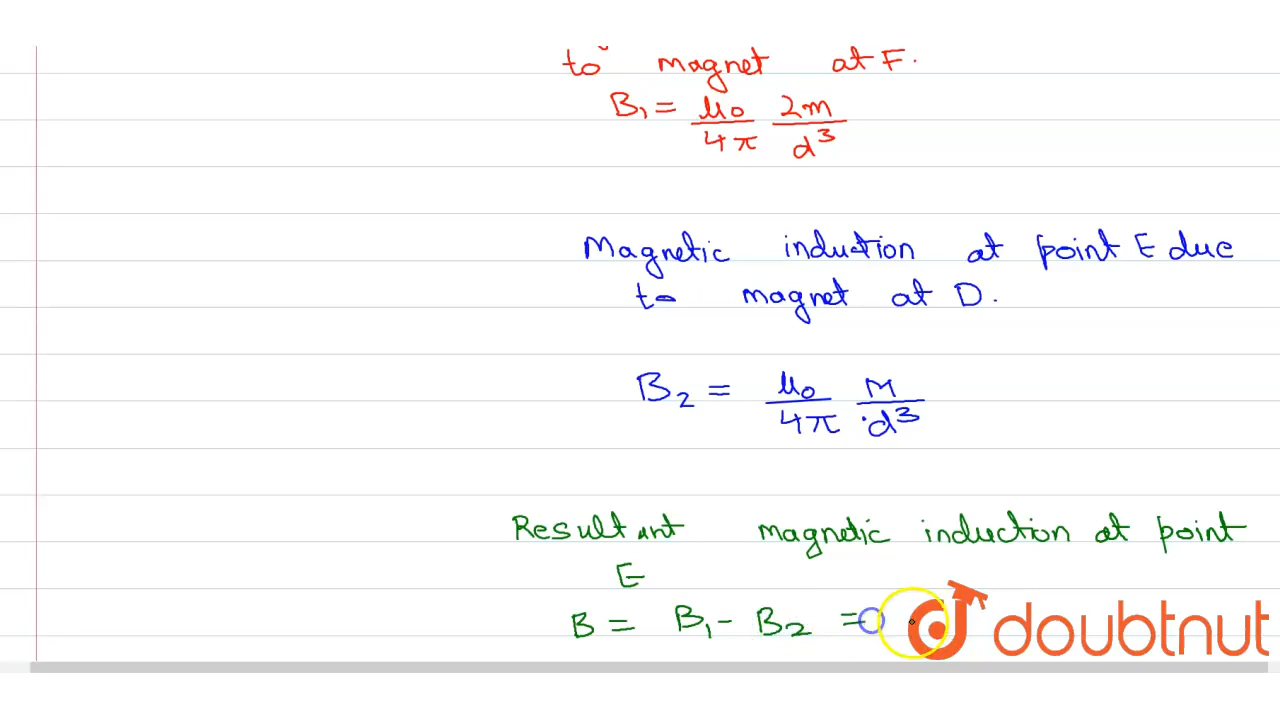 to magnet at F.
B₁ = μ₀/4π 2m/d³
Magnetic induction at point E due
to magnet at D.
B₂ = μ₀/4π M/d³
Resultant magnetic induction at point
E
B = B₁ - B₂ =
doubtnut